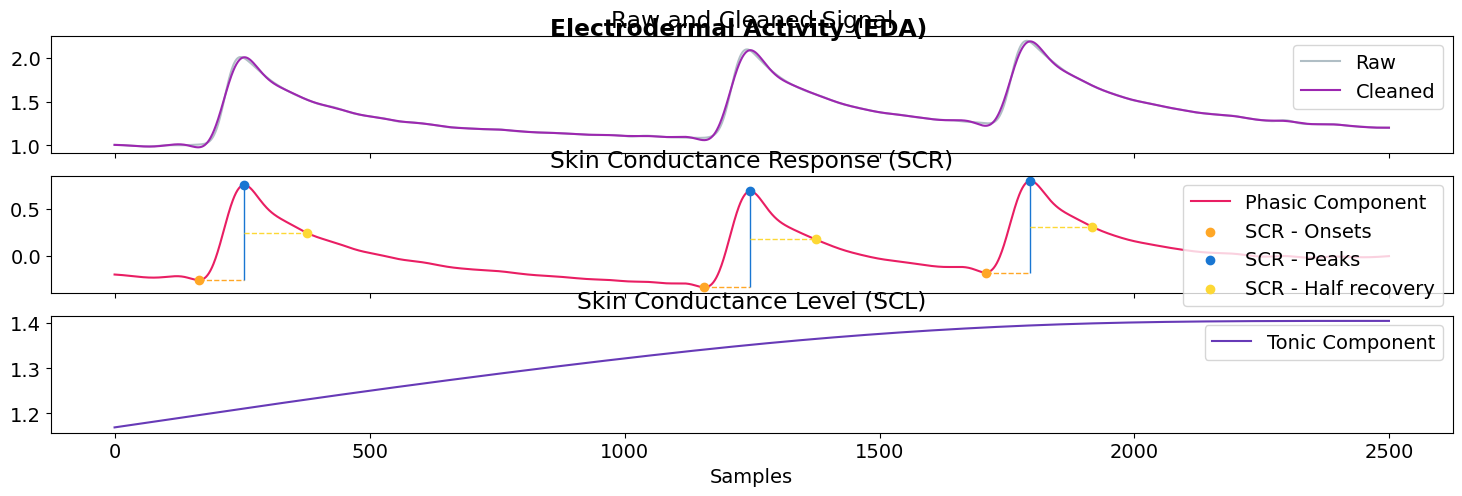 Raw and Cleaned Signal
Electrodermal Activity (EDA)
2.0
1.5
1.0
Raw
Cleaned
Skin Conductance Response (SCR)
0.5
0.0
Phasic Component
SCR - Onsets
SCR - Peaks
SCR - Half recovery
Skin Conductance Level (SCL)
1.4
1.3
1.2
Tonic Component
0 500 1000 1500 2000 2500
Samples